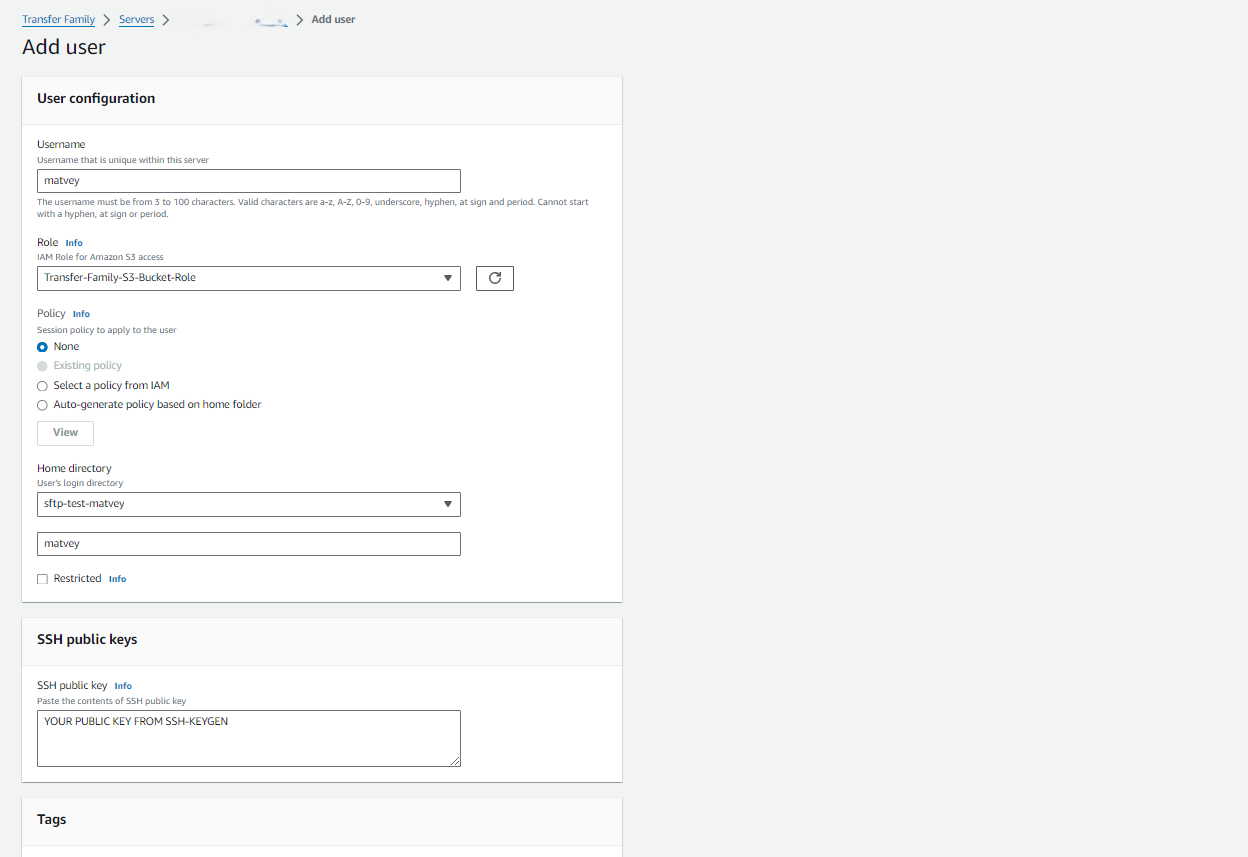 Transfer Family > Servers > > Add user
Add user
User configuration
Username
Username that is unique within this server
matvey
The username must be from 3 to 100 characters. Valid characters are a-z, A-Z, 0-9, underscore, hyphen, at sign and period. Cannot start
with a hyphen, at sign or period.
Role Info
IAM Role for Amazon S3 access
Transfer-Family-S3-Bucket-Role
Policy Info
Session policy to apply to the user
None
Existing policy
Select a policy from IAM
Auto-generate policy based on home folder
View
Home directory
User's login directory
sftp-test-matvey
matvey
Restricted Info
SSH public keys
SSH public key Info
Paste the contents of SSH public key
YOUR PUBLIC KEY FROM SSH-KEYGEN
Tags